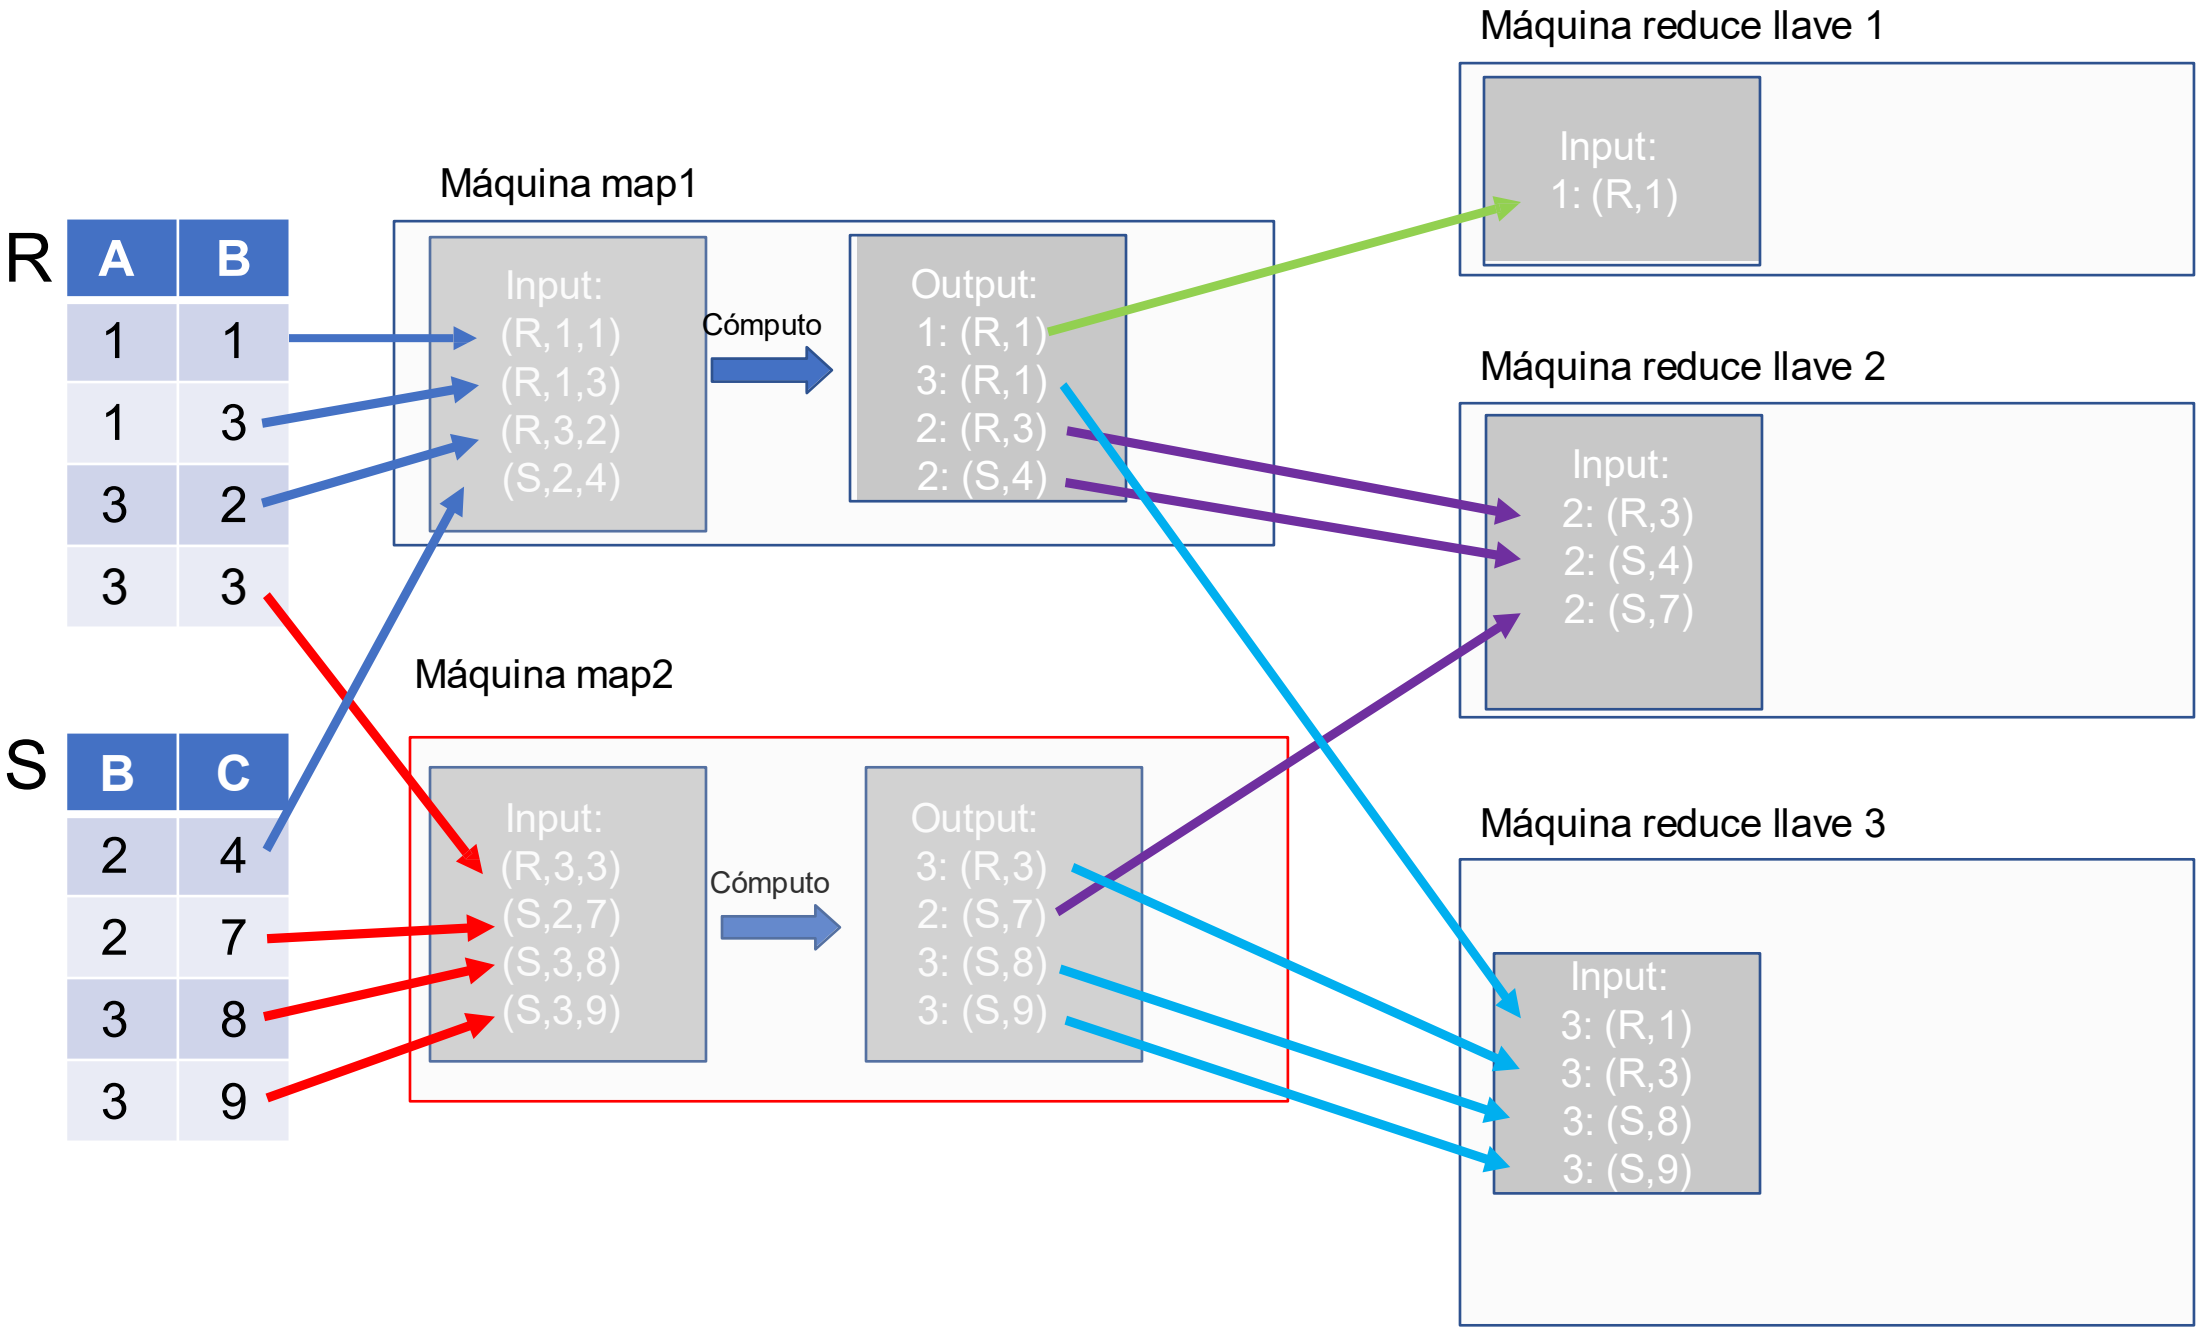 R
A B
1 1
1 3
3 2
3 3
S
B C
2 4
2 7
3 8
3 9
Máquina map1
Input:
(R,1,1)
(R,1,3)
(R,3,2)
(S,2,4)
Cómputo
Output:
1: (R,1)
3: (R,1)
2: (R,3)
2: (S,4)
Máquina map2
Input:
(R,3,3)
(S,2,7)
(S,3,8)
(S,3,9)
Cómputo
Output:
3: (R,3)
2: (S,7)
3: (S,8)
3: (S,9)
Máquina reduce llave 1
Input:
1: (R,1)
Máquina reduce llave 2
Input:
2: (R,3)
2: (S,4)
2: (S,7)
Máquina reduce llave 3
Input:
3: (R,1)
3: (R,3)
3: (S,8)
3: (S,9)